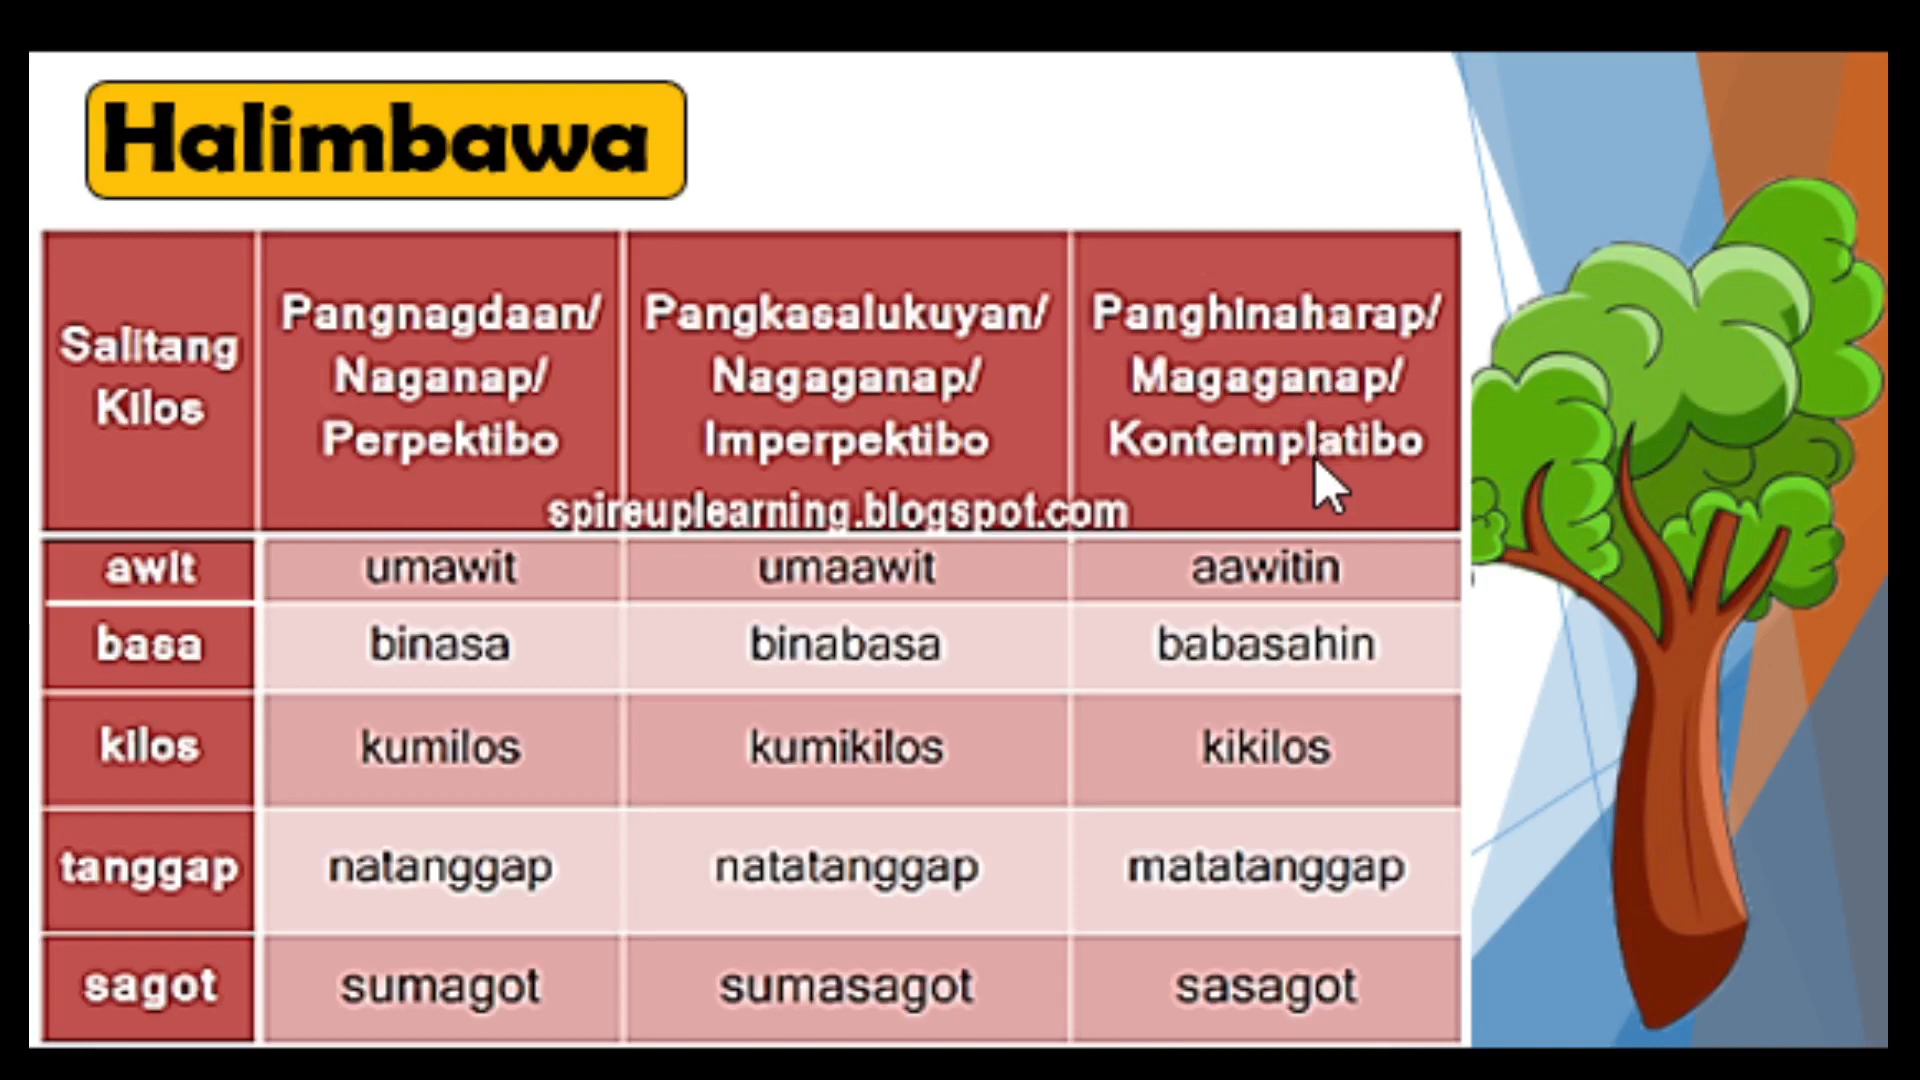 Halimbawa
Salitang
Kilos
Pangnagdaan/
Naganap/
Perpektibo
Pangkasalukuyan/
Nagaganap/
Imperpektibo
Panghinaharap/
Magaganap/
Kontemplatibo
spireuplearning.blogspot.com
awit umawit umaawit aawitin
basa binasa binabasa babasahin
kilos kumilos kumikilos kikilos
tanggap natanggap natatanggap matatanggap
sagot sumagot sumasagot sasagot